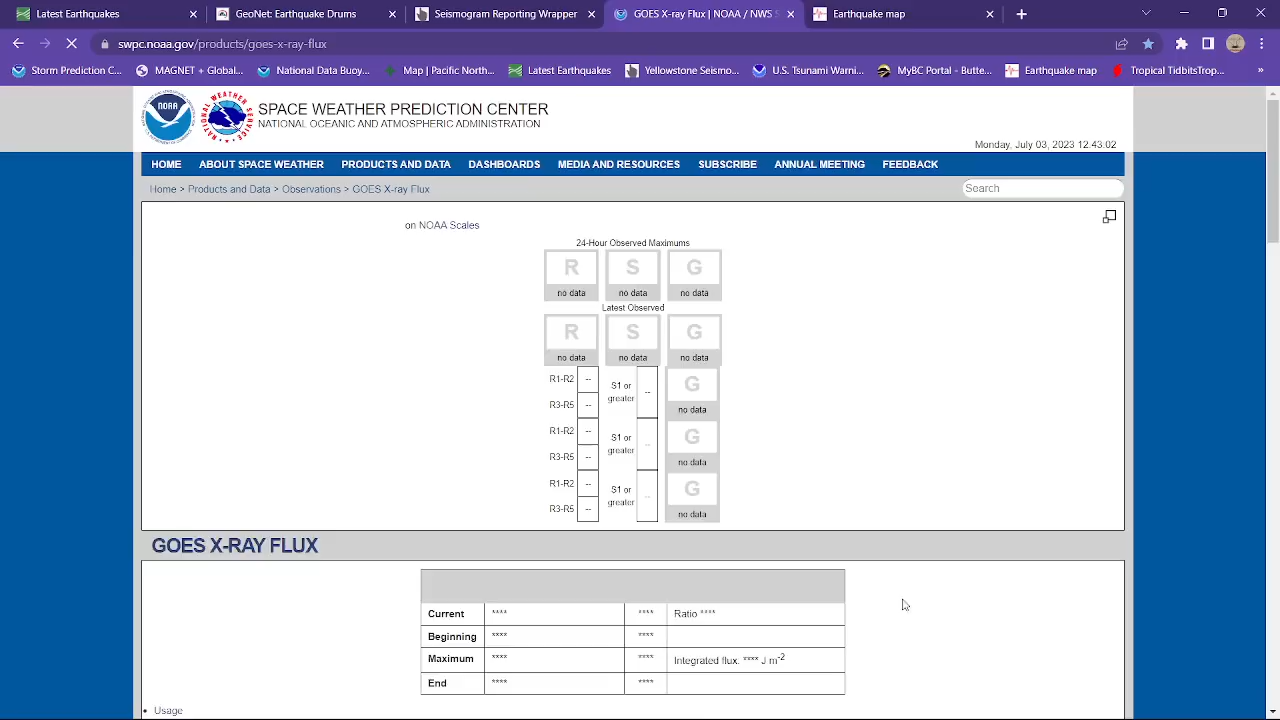 Latest Earthquakes
GeoNet: Earthquake Drums
Seismogram Reporting Wrapper
GOES X-ray Flux | NOAA / NWS S
Earthquake map
swpc.noaa.gov/products/goes-x-ray-flux
Storm Prediction C...
MAGNET + Global...
National Data Buoy...
Map | Pacific North...
Latest Earthquakes
Yellowstone Seismo...
U.S. Tsunami Warni...
MyBC Portal - Butte...
Earthquake map
Tropical TidbitsTrop...
»
NOAA
SPACE WEATHER PREDICTION CENTER
NATIONAL OCEANIC AND ATMOSPHERIC ADMINISTRATION
Monday, July 03, 2023 12:43:02
HOME ABOUT SPACE WEATHER PRODUCTS AND DATA DASHBOARDS MEDIA AND RESOURCES SUBSCRIBE ANNUAL MEETING FEEDBACK
Home > Products and Data > Observations > GOES X-ray Flux
Search
on NOAA Scales
24-Hour Observed Maximums
R S G
no data no data no data
Latest Observed
R S G
no data no data no data
R1-R2 -- S1 or greater -- G
R3-R5 -- no data
R1-R2 -- S1 or greater -- G
R3-R5 -- no data
R1-R2 -- S1 or greater -- G
R3-R5 -- no data
GOES X-RAY FLUX
Current **** **** Ratio ****
Beginning **** ****
Maximum **** **** Integrated flux. **** J m-2
End **** ****
• Usage